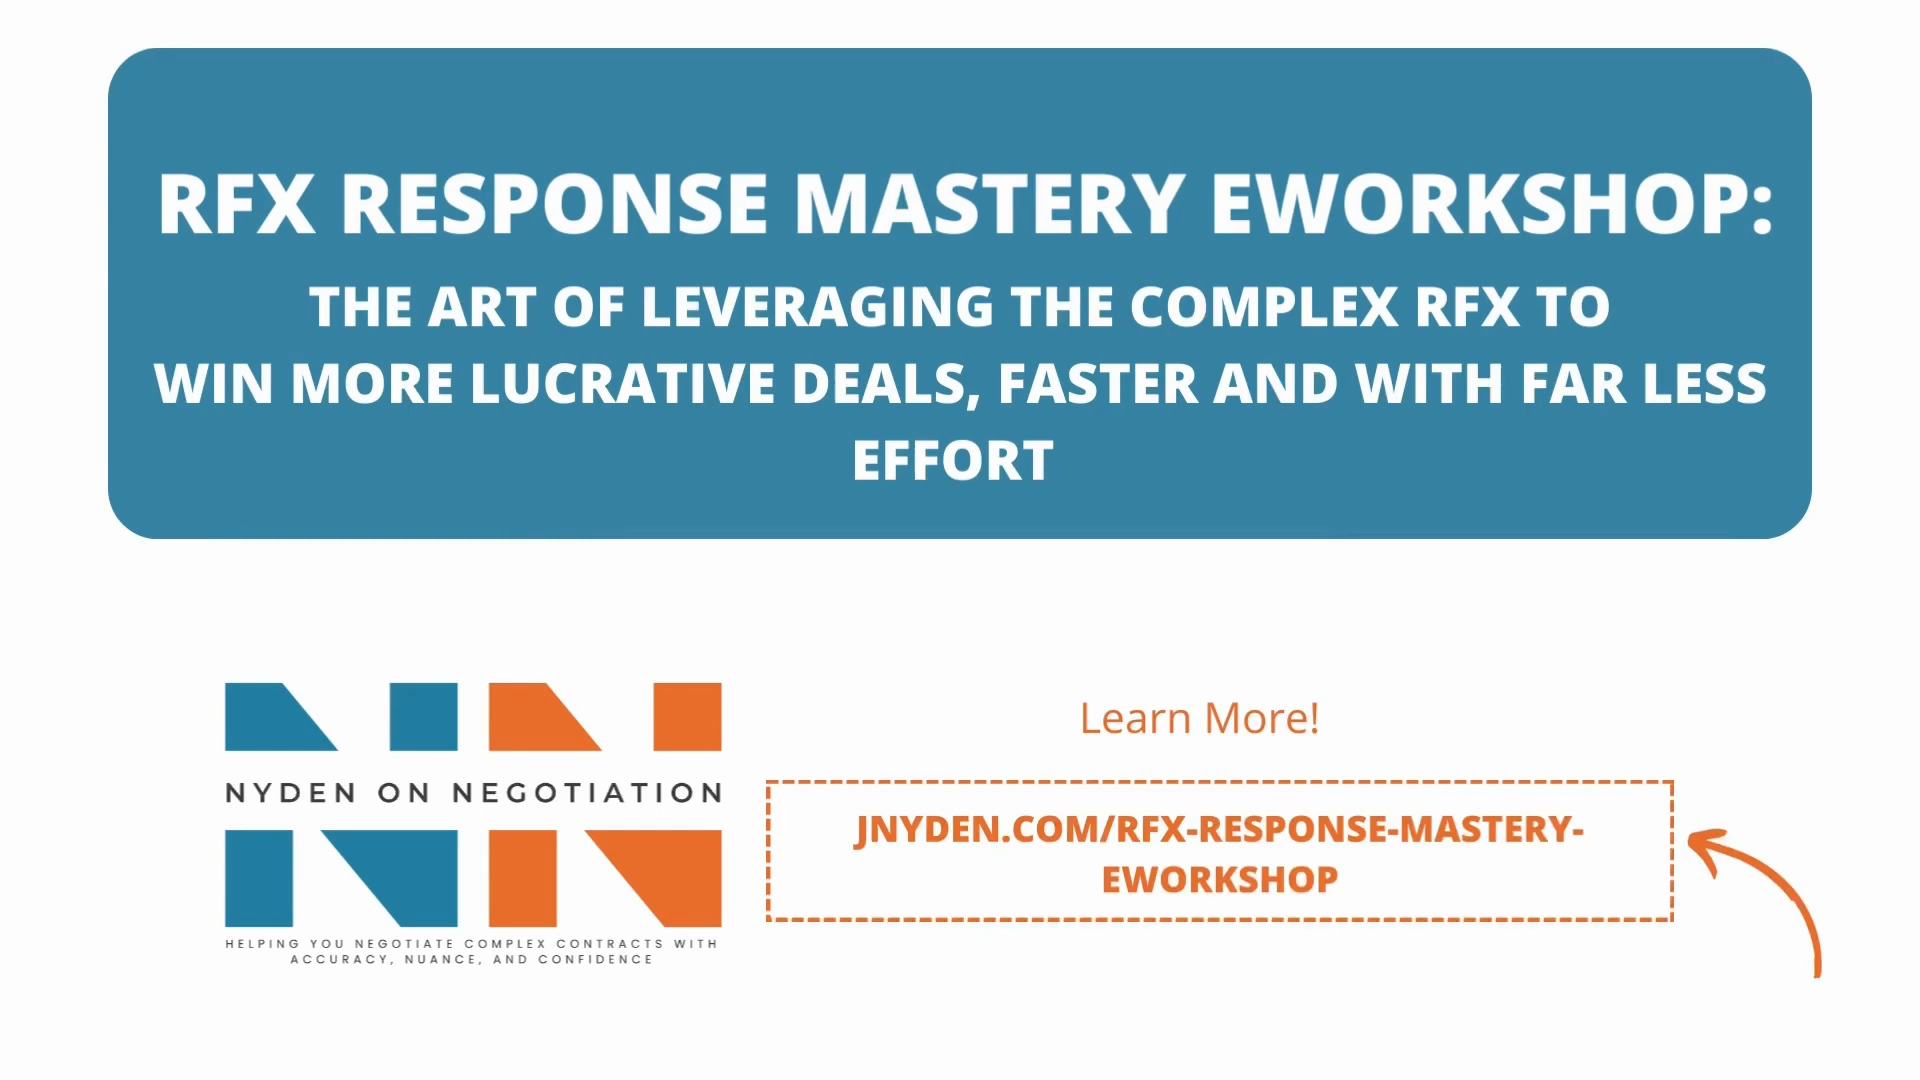 RFX RESPONSE MASTERY EWORKSHOP:
THE ART OF LEVERAGING THE COMPLEX RFX TO
WIN MORE LUCRATIVE DEALS, FASTER AND WITH FAR LESS
EFFORT
NYDEN ON NEGOTIATION
HELPING YOU NEGOTIATE COMPLEX CONTRACTS WITH
ACCURACY, NUANCE, AND CONFIDENCE
Learn More!
JNYDEN.COM/RFX-RESPONSE-MASTERY-
EWORKSHOP